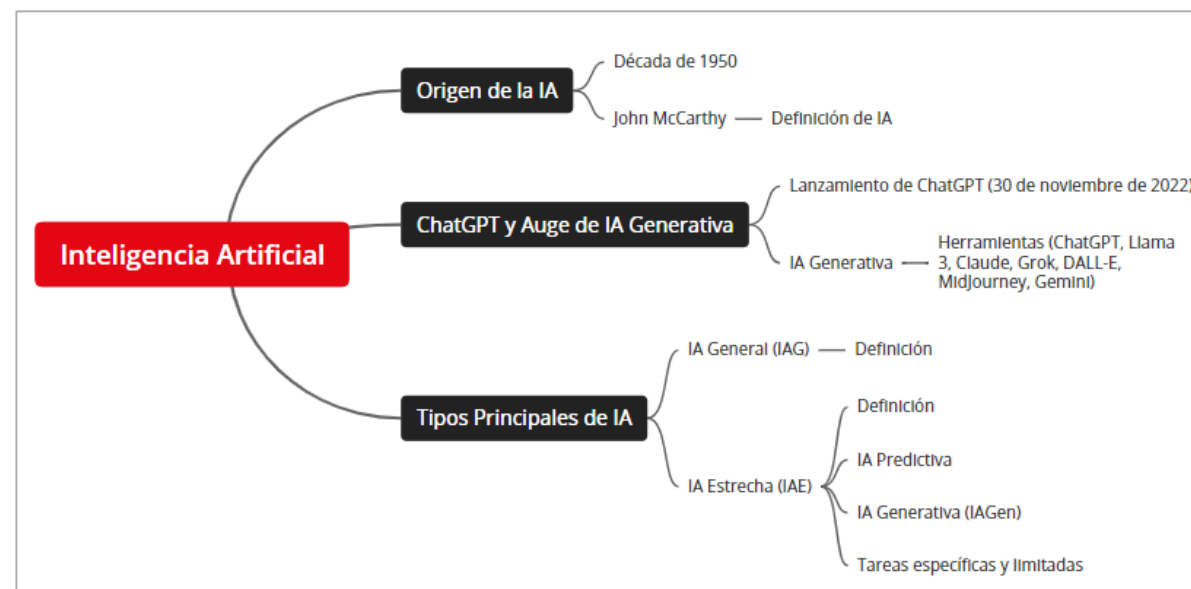 Inteligencia Artificial
Origen de la IA
Década de 1950
John McCarthy
Definición de IA
ChatGPT y Auge de IA Generativa
Lanzamiento de ChatGPT (30 de noviembre de 2022)
IA Generativa
Herramientas (ChatGPT, Llama
3, Claude, Grok, DALL-E,
MidJourney, Gemini)
Tipos Principales de IA
IA General (IAG)
Definición
IA Estrecha (IAE)
Definición
IA Predictiva
IA Generativa (IAGen)
Tareas específicas y limitadas